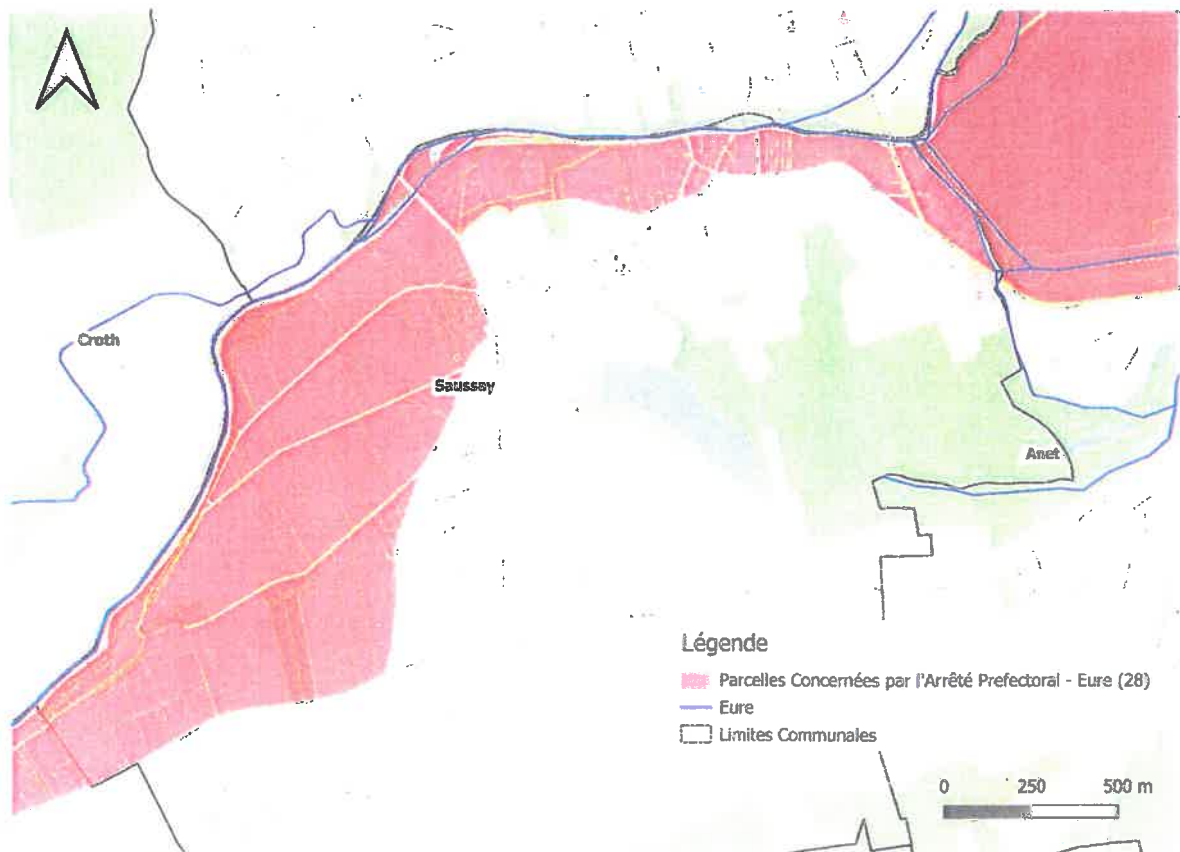 Croth
Saussay
Anet
Légende
Parcelles Concernées par l'Arrêté Prefectoral - Eure (28)
Eure
Limites Communales
0 250 500 m